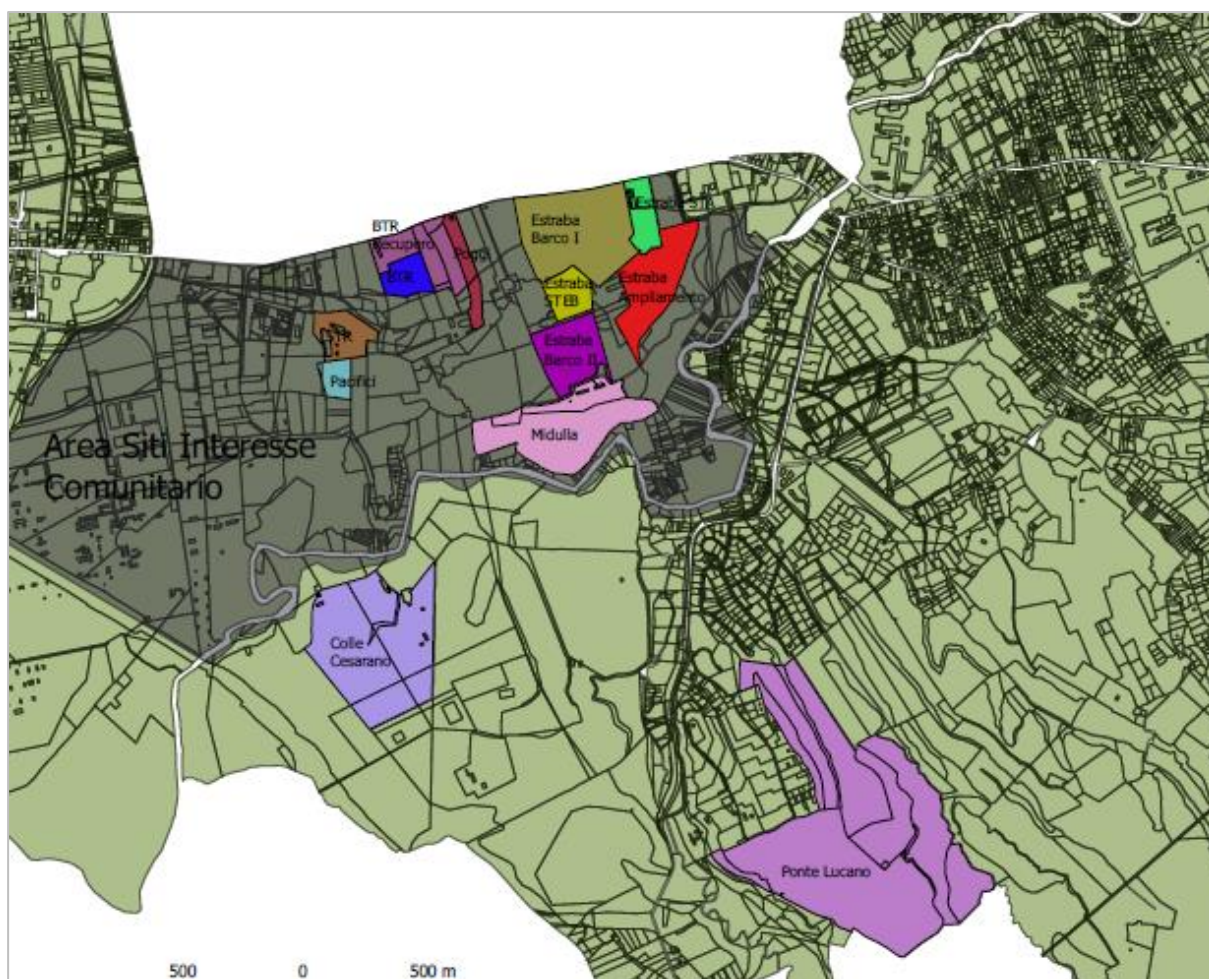 Estraba
Barco I
BTR
Recupero
Poggi
BTR
Estraba
STEB
Estraba
Ampliamento
Estraba
Barco II
Pacifici
Midulla
Area Siti Interesse
Comunitario
Colle
Cesarano
Ponte Lucano
500 0 500 m